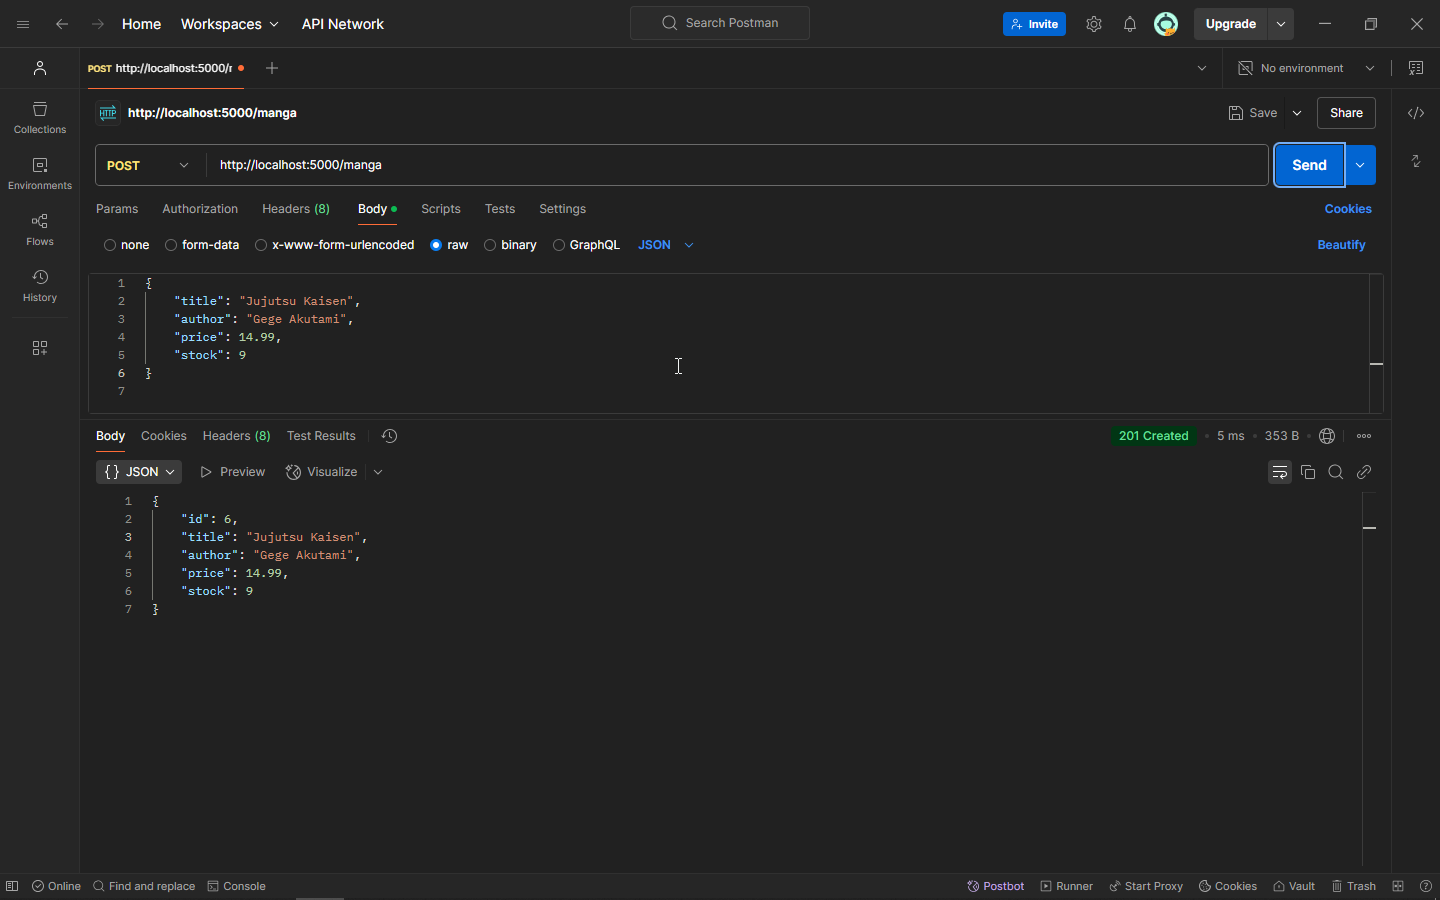 Home Workspaces API Network Search Postman Invite Upgrade
POST http://localhost:5000/r No environment
HTTP http://localhost:5000/manga Save Share
Collections
POST http://localhost:5000/manga Send
Environments
Params Authorization Headers (8) Body Scripts Tests Settings Cookies
Flows
none form-data x-www-form-urlencoded raw binary GraphQL JSON Beautify
History
1 {
2 "title": "Jujutsu Kaisen",
3 "author": "Gege Akutami",
4 "price": 14.99,
5 "stock": 9
6 }
7
Body Cookies Headers (8) Test Results 201 Created 5 ms 353 B
{} JSON Preview Visualize
1 {
2 "id": 6,
3 "title": "Jujutsu Kaisen",
4 "author": "Gege Akutami",
5 "price": 14.99,
6 "stock": 9
7 }
Online Find and replace Console Postbot Runner Start Proxy Cookies Vault Trash